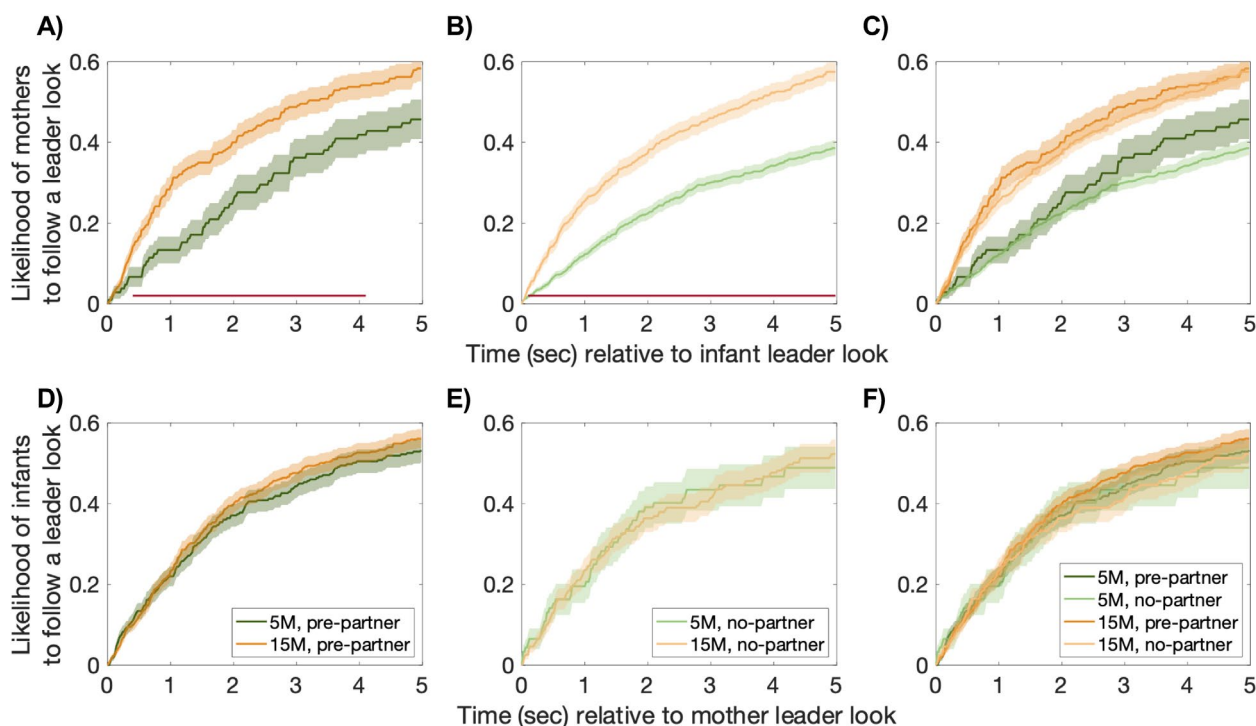 A)
B)
C)
Likelihood of mothers
to follow a leader look
0.6
0.4
0.2
0
0 1 2 3 4 5
0.6
0.4
0.2
0
0 1 2 3 4 5
0.6
0.4
0.2
0
0 1 2 3 4 5
Time (sec) relative to infant leader look
D)
E)
F)
Likelihood of infants
to follow a leader look
0.6
0.4
0.2
0
0 1 2 3 4 5
5M, pre-partner
15M, pre-partner
0.6
0.4
0.2
0
0 1 2 3 4 5
5M, no-partner
15M, no-partner
0.6
0.4
0.2
0
0 1 2 3 4 5
5M, pre-partner
5M, no-partner
15M, pre-partner
15M, no-partner
Time (sec) relative to mother leader look